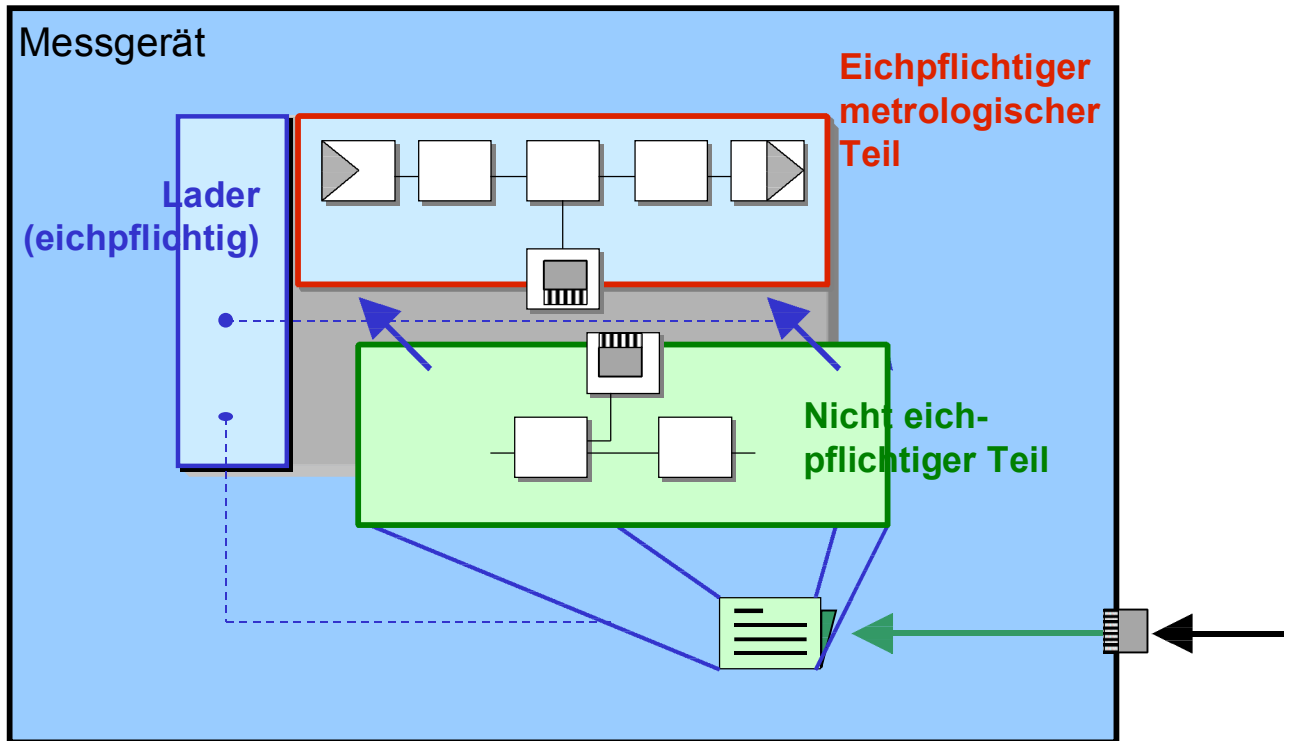 Messgerät
Eichpflichtiger
metrologischer
Teil
Lader
(eichpflichtig)
Nicht eich-
pflichtiger Teil